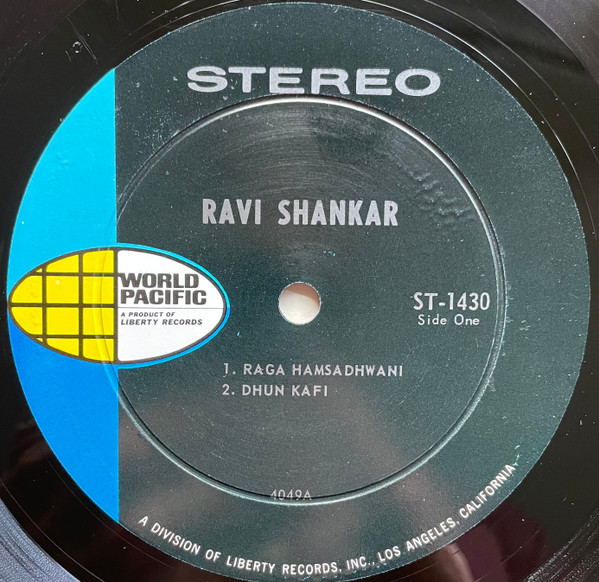 STEREO
RAVI SHANKAR
WORLD
PACIFIC
A PRODUCT OF
LIBERTY RECORDS
ST-1430
Side One
1. RAGA HAMSADHWANI
2. DHUN KAFI
4049A
A DIVISION OF LIBERTY RECORDS, INC., LOS ANGELES, CALIFORNIA